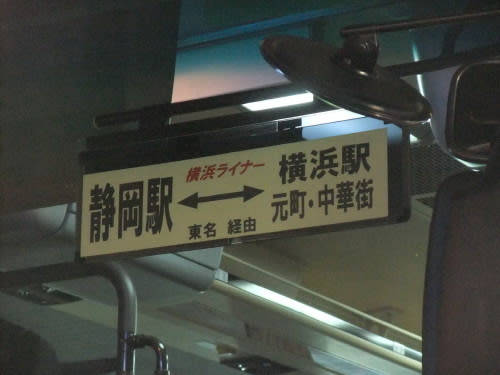 静岡駅
横浜ライナー
東名 経由
横浜駅
元町・中華街